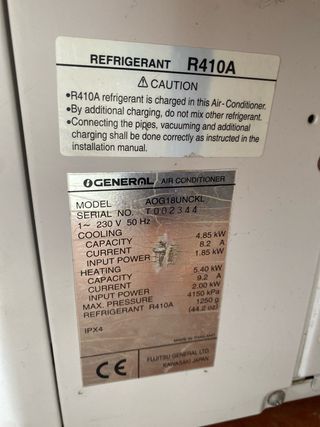 REFRIGERANT R410A
⚠ CAUTION
•R410A refrigerant is charged in this Air-Conditioner.
•By additional charging, do not mix other refrigerant.
•Connecting the pipes, vacuuming and additional
charging shall be done correctly as instructed in the
installation manual.
GENERAL AIR CONDITIONER
MODEL AOG18UNCKL
SERIAL NO. T002344
1~ 230 V 50 Hz
COOLING
CAPACITY 4.85 kW
CURRENT 8.2 A
INPUT POWER 1.85 kW
HEATING
CAPACITY 5.40 kW
CURRENT 9.2 A
INPUT POWER 2.00 kW
MAX. PRESSURE 4150 kPa
REFRIGERANT R410A 1250 g
(44.2 oz)
IPX4
MADE IN THAILAND
CE
FUJITSU GENERAL LTD.
KAWASAKI JAPAN